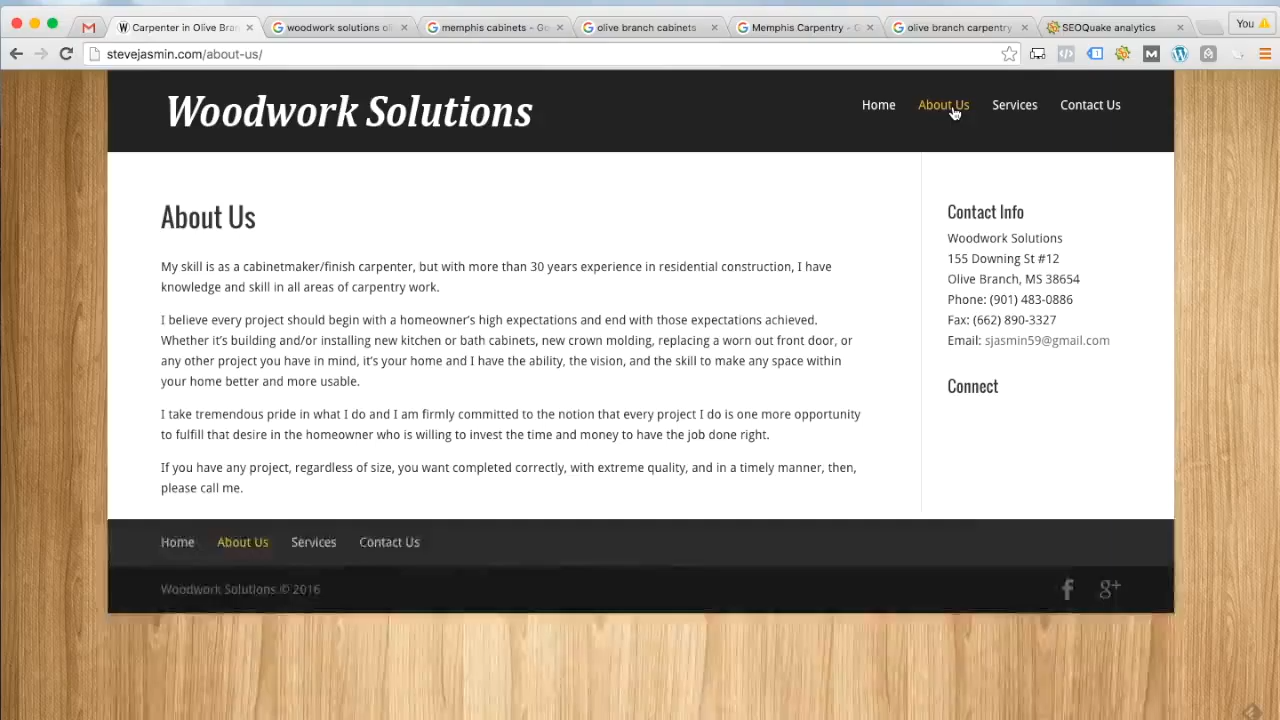 Carpenter in Olive Bran
woodwork solutions oli
memphis cabinets - Go
olive branch cabinets
Memphis Carpentry - G
olive branch carpentry
SEOQuake analytics
You
stevejasmin.com/about-us/
Woodwork Solutions
Home
About Us
Services
Contact Us
About Us
My skill is as a cabinetmaker/finish carpenter, but with more than 30 years experience in residential construction, I have
knowledge and skill in all areas of carpentry work.
I believe every project should begin with a homeowner's high expectations and end with those expectations achieved.
Whether it's building and/or installing new kitchen or bath cabinets, new crown molding, replacing a worn out front door, or
any other project you have in mind, it's your home and I have the ability, the vision, and the skill to make any space within
your home better and more usable.
I take tremendous pride in what I do and I am firmly committed to the notion that every project I do is one more opportunity
to fulfill that desire in the homeowner who is willing to invest the time and money to have the job done right.
If you have any project, regardless of size, you want completed correctly, with extreme quality, and in a timely manner, then,
please call me.
Contact Info
Woodwork Solutions
155 Downing St #12
Olive Branch, MS 38654
Phone: (901) 483-0886
Fax: (662) 890-3327
Email: sjasmin59@gmail.com
Connect
Home
About Us
Services
Contact Us
Woodwork Solutions © 2016